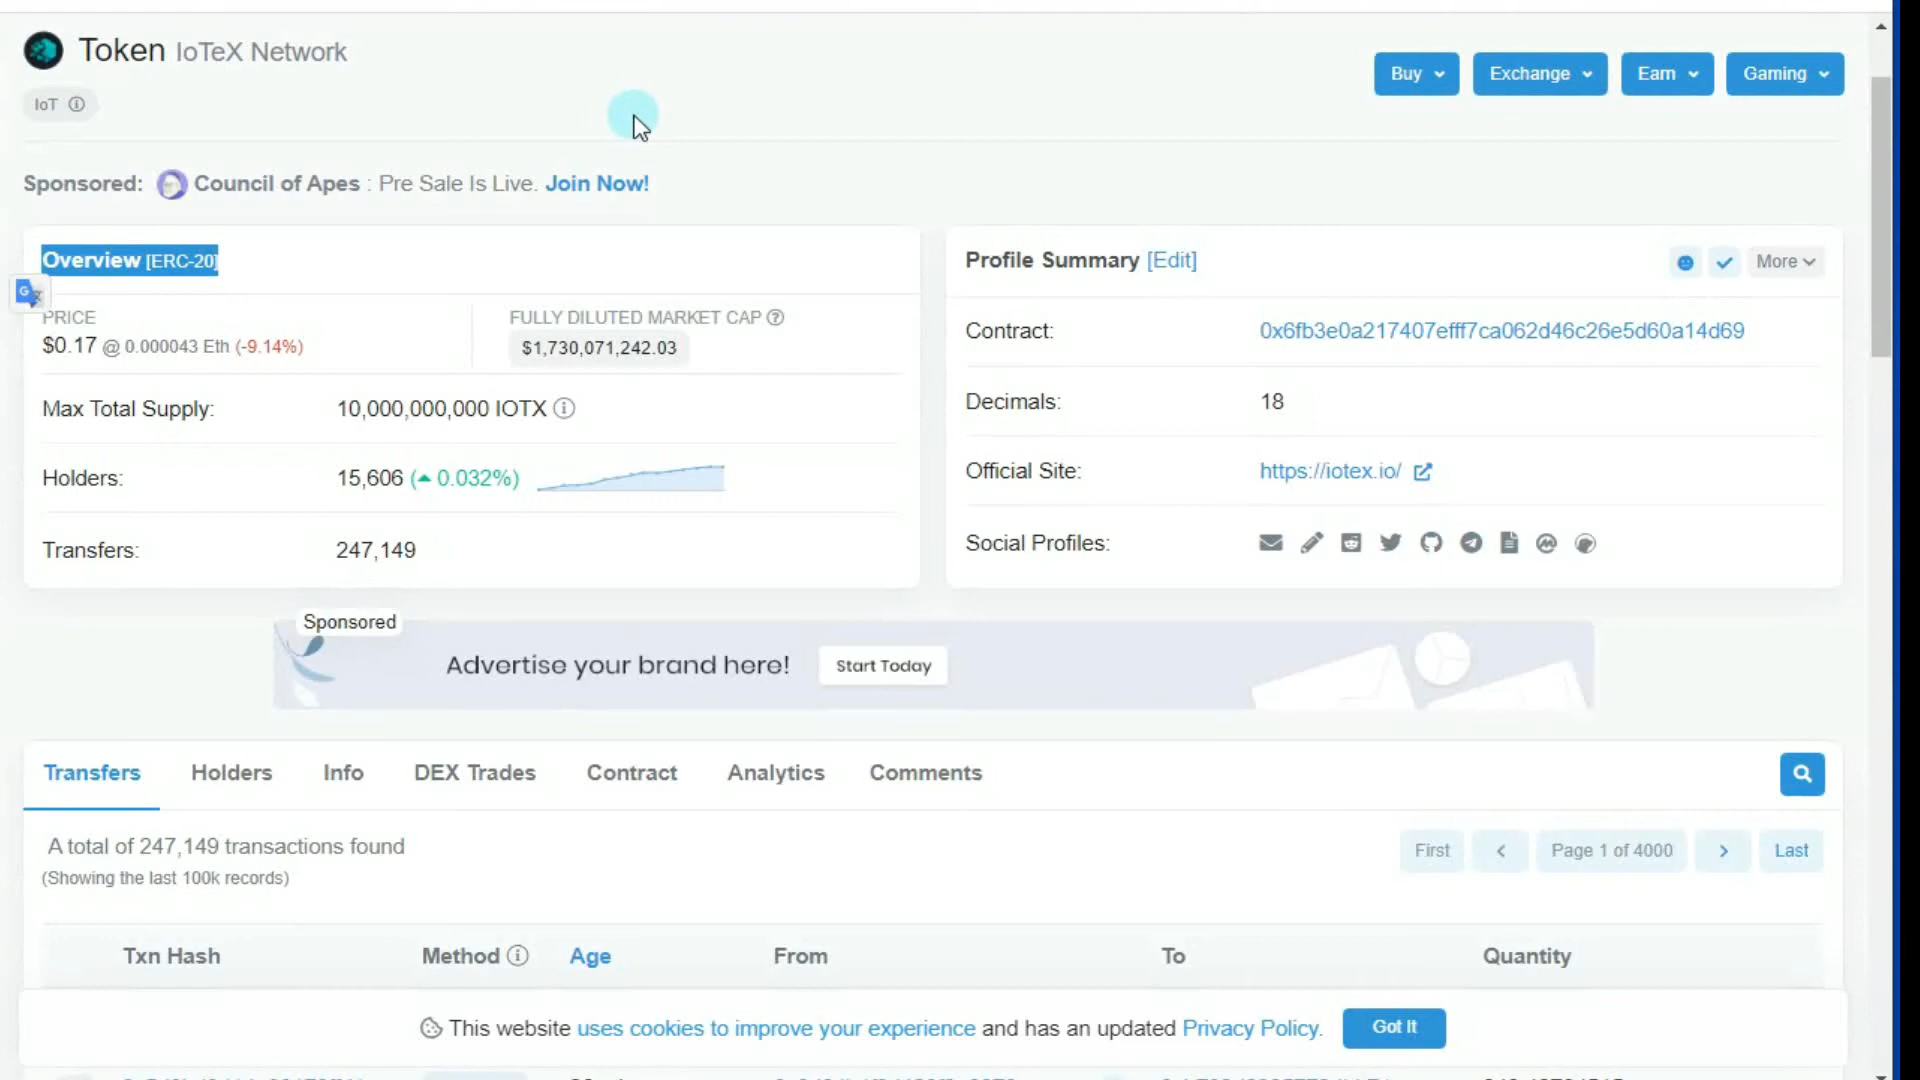 Token IoTeX Network
Buy Exchange Earn Gaming
IoT
Sponsored: Council of Apes : Pre Sale Is Live. Join Now!
Overview [ERC-20]
PRICE
$0.17 @ 0.000043 Eth (-9.14%)
FULLY DILUTED MARKET CAP
$1,730,071,242.03
Max Total Supply: 10,000,000,000 IOTX
Holders: 15,606 (0.032%)
Transfers: 247,149
Profile Summary [Edit]
More
Contract: 0x6fb3e0a217407efff7ca062d46c26e5d60a14d69
Decimals: 18
Official Site: https://iotex.io/
Social Profiles:
Sponsored
Advertise your brand here! Start Today
Transfers Holders Info DEX Trades Contract Analytics Comments
A total of 247,149 transactions found
(Showing the last 100k records)
First Page 1 of 4000 Last
Txn Hash Method Age From To Quantity
This website uses cookies to improve your experience and has an updated Privacy Policy. Got It